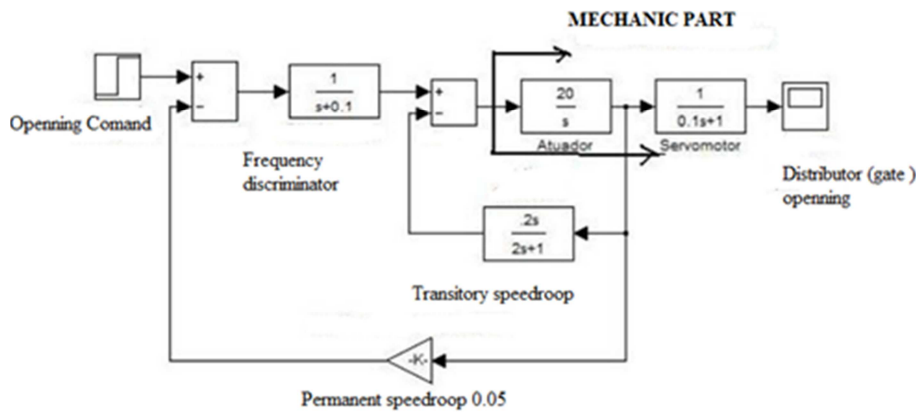 MECHANIC PART
+
−
1
s+0.1
+
−
20
s
Atuador
1
0.1s+1
Servomotor
Openning Comand
Frequency
discriminator
Distributor (gate )
openning
.2s
2s+1
Transitory speedroop
-K-
Permanent speedroop 0.05